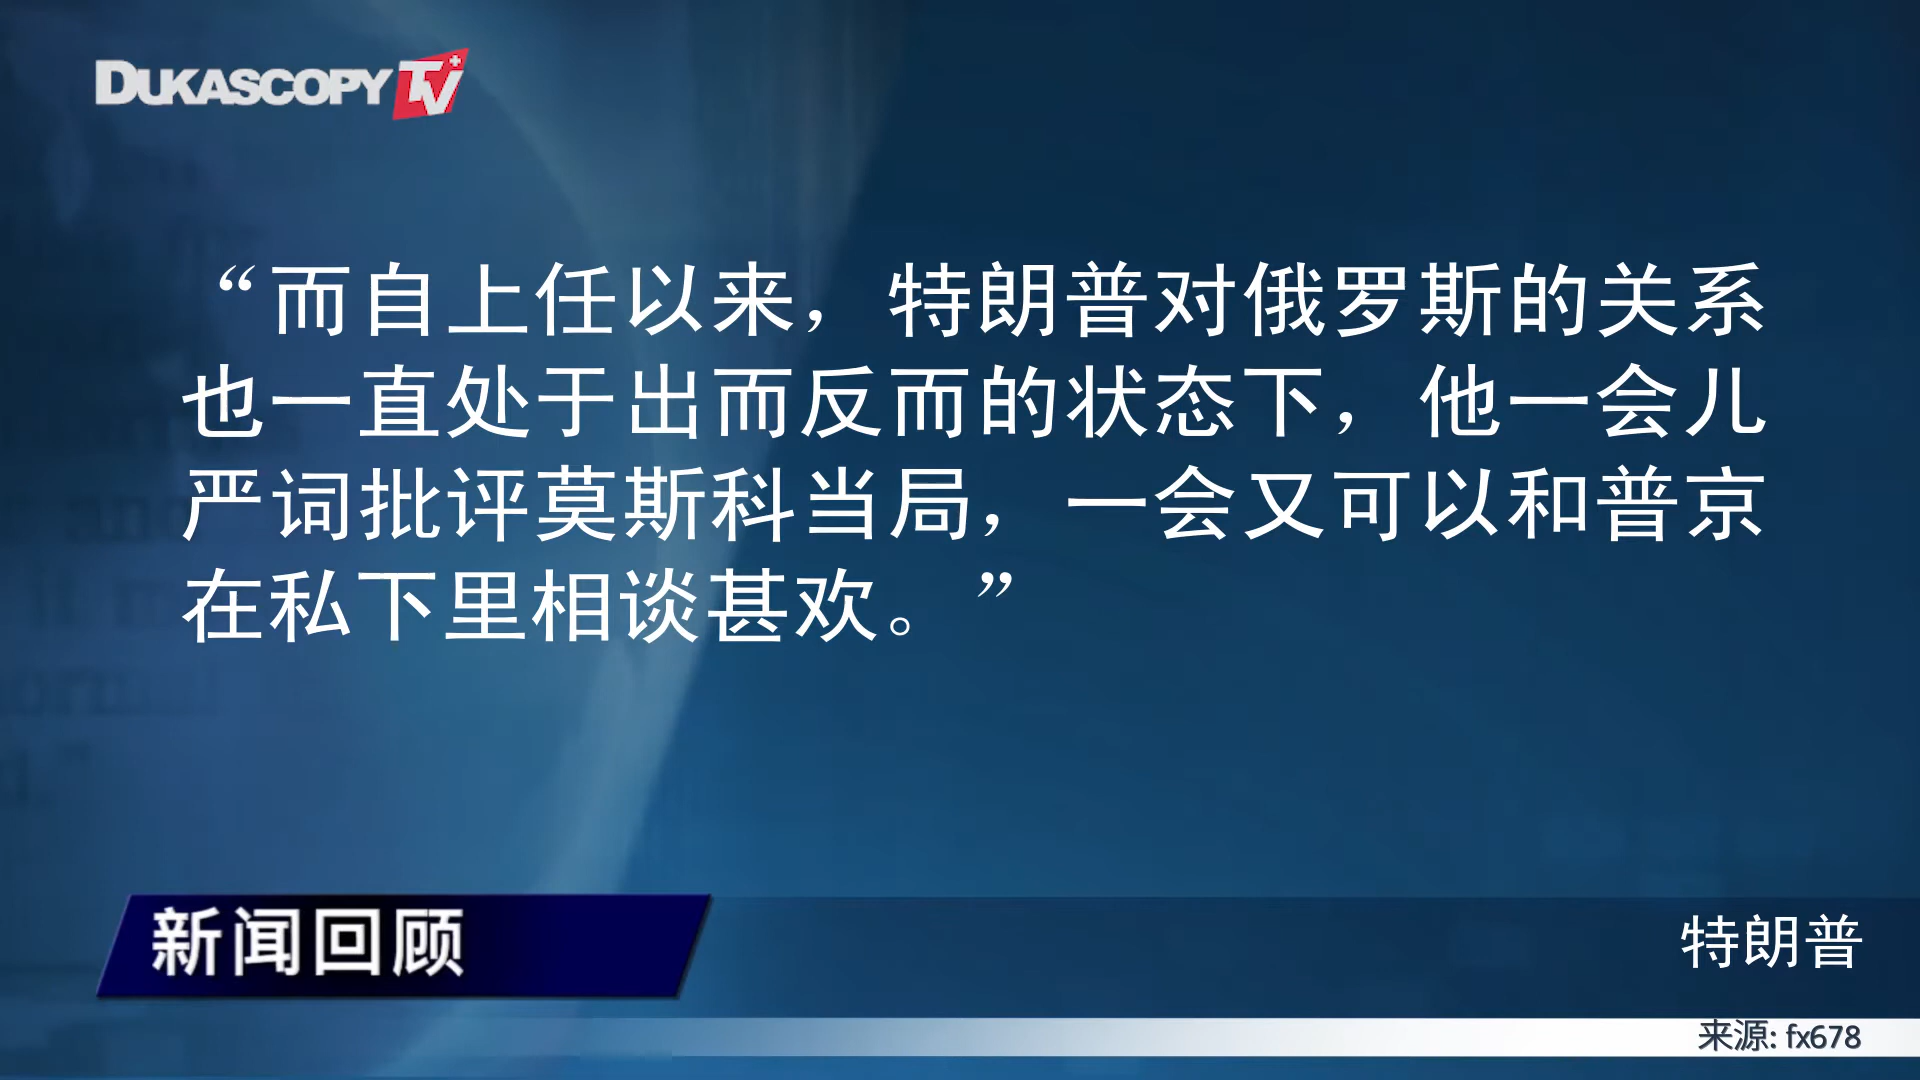 DUKASCOPY TV
“而自上任以来，特朗普对俄罗斯的关系
也一直处于出而反而的状态下，他一会儿
严词批评莫斯科当局，一会又可以和普京
在私下里相谈甚欢。”
新闻回顾
特朗普
来源: fx678